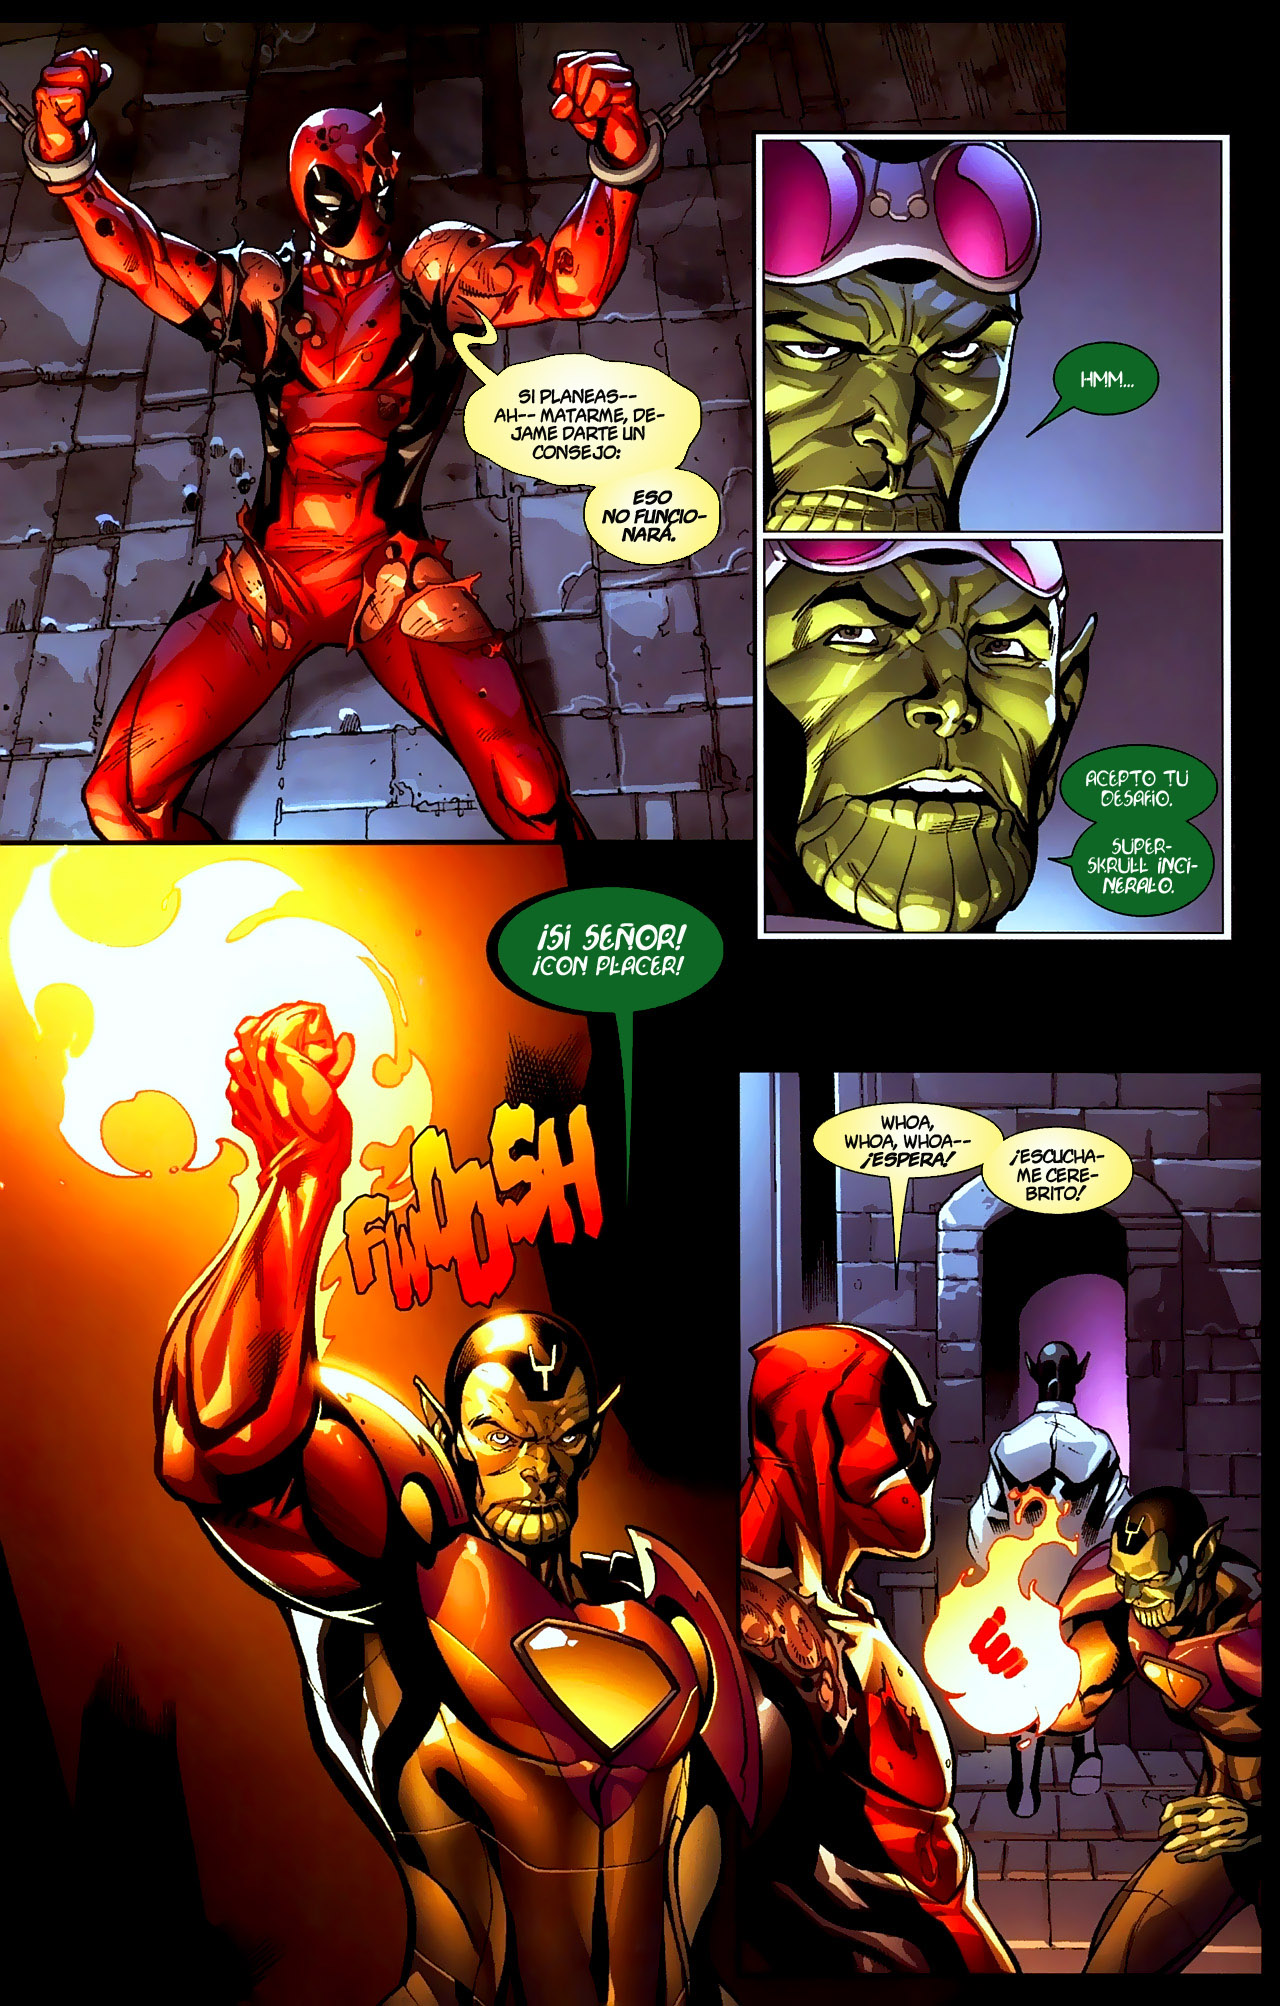 SI PLANEAS--
AH-- MATARME, DE-
JAME DARTE UN
CONSEJO:
ESO
NO FUNCIO-
NARÁ.
HMM...
ACEPTO TU
DESAFIO.
SUPER-
SKRULL INCI-
NERALO.
¡SI SEÑOR!
¡CON PLACER!
FWOOSH
WHOA,
WHOA, WHOA--
¡ESPERA!
¡ESCUCHA-
ME CERE-
BRITO!